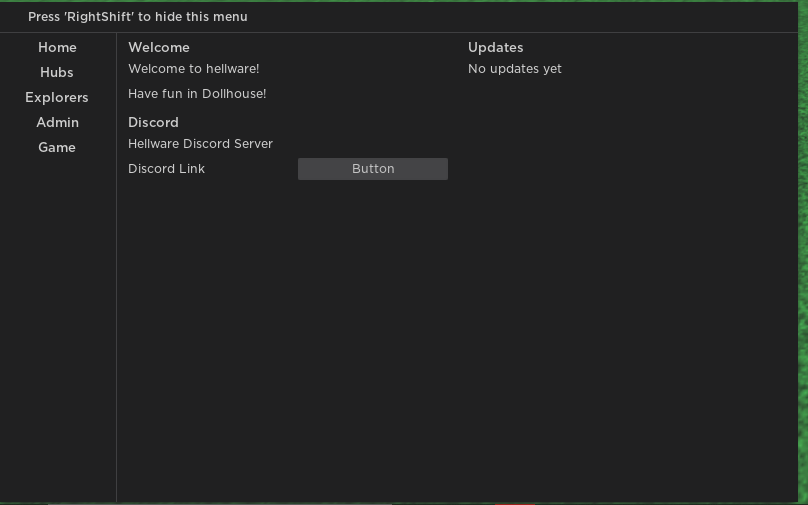 Press 'RightShift' to hide this menu
Home
Hubs
Explorers
Admin
Game
Welcome
Welcome to hellware!
Have fun in Dollhouse!
Discord
Hellware Discord Server
Discord Link
Button
Updates
No updates yet